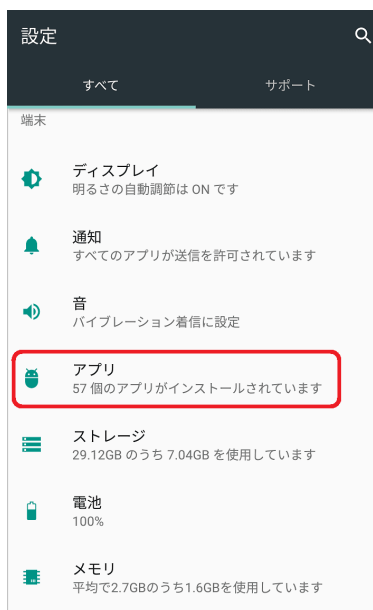 設定
すべて サポート
端末
ディスプレイ
明るさの自動調節は ON です
通知
すべてのアプリが送信を許可されています
音
バイブレーション着信に設定
アプリ
57 個のアプリがインストールされています
ストレージ
29.12GB のうち 7.04GB を使用しています
電池
100%
メモリ
平均で2.7GBのうち1.6GBを使用しています